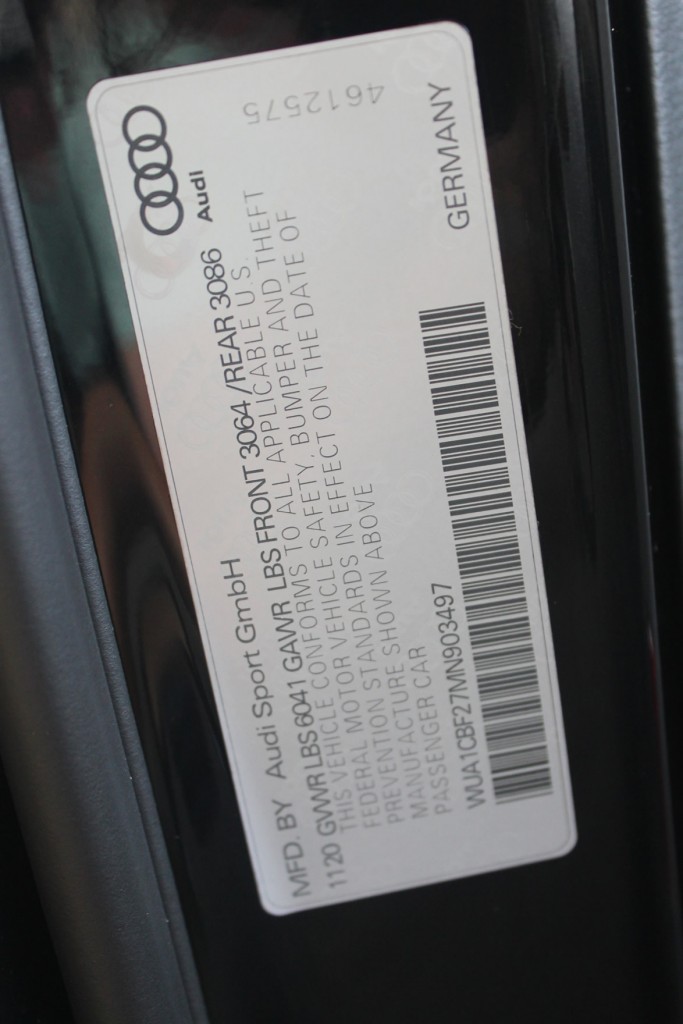 Audi
4612575
MFD. BY Audi Sport GmbH
1120 GVWR LBS 6041 GAWR LBS FRONT 3064 /REAR 3086
THIS VEHICLE CONFORMS TO ALL APPLICABLE U.S.
FEDERAL MOTOR VEHICLE SAFETY, BUMPER AND THEFT
PREVENTION STANDARDS IN EFFECT ON THE DATE OF
MANUFACTURE SHOWN ABOVE
PASSENGER CAR
WUA1CBF27MN903497
GERMANY